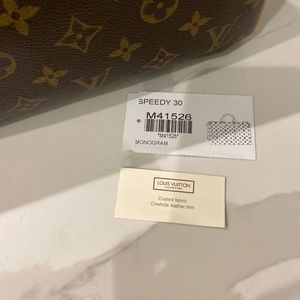 SPEEDY 30
M41526
*M41526*
MONOGRAM
LOUIS VUITTON
Coated fabric
Cowhide leather trim